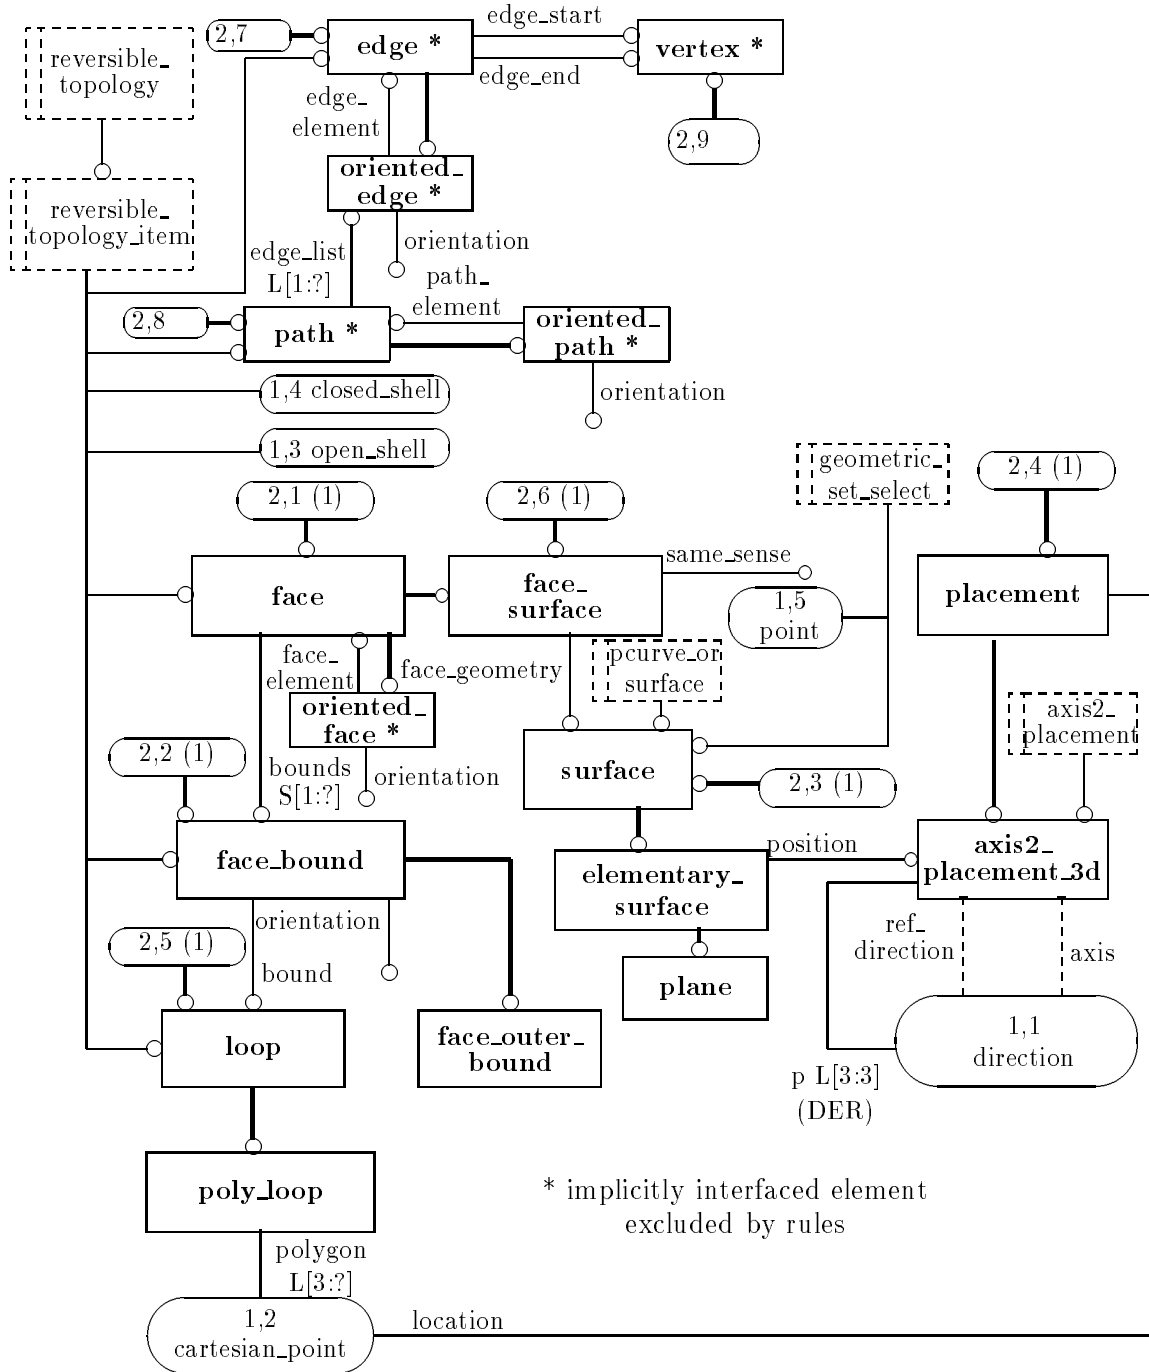 edge_start
2,7
edge *
vertex *
reversible_
topology
edge_end
edge_
element
2,9
oriented_
edge *
reversible_
topology_item
edge_list
L[1:?]
orientation
path_
element
2,8
path *
oriented_
path *
1,4 closed_shell
orientation
1,3 open_shell
geometric_
set_select
2,4 (1)
2,1 (1)
2,6 (1)
same_sense
face
face_
surface
1,5
point
placement
face_
element
face_geometry
pcurve_or
surface
oriented_
face *
axis2_
placement
2,2 (1)
bounds
S[1:?]
orientation
surface
2,3 (1)
face_bound
position
axis2_
placement_3d
elementary_
surface
orientation
2,5 (1)
bound
ref_
direction
axis
plane
loop
face_outer_
bound
1,1
direction
p L[3:3]
(DER)
poly_loop
* implicitly interfaced element
excluded by rules
polygon
L[3:?]
1,2
cartesian_point
location